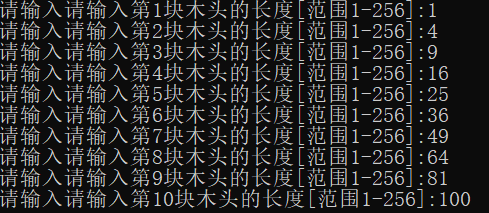 请输入请输入第1块木头的长度[范围1-256]:1
请输入请输入第2块木头的长度[范围1-256]:4
请输入请输入第3块木头的长度[范围1-256]:9
请输入请输入第4块木头的长度[范围1-256]:16
请输入请输入第5块木头的长度[范围1-256]:25
请输入请输入第6块木头的长度[范围1-256]:36
请输入请输入第7块木头的长度[范围1-256]:49
请输入请输入第8块木头的长度[范围1-256]:64
请输入请输入第9块木头的长度[范围1-256]:81
请输入请输入第10块木头的长度[范围1-256]:100